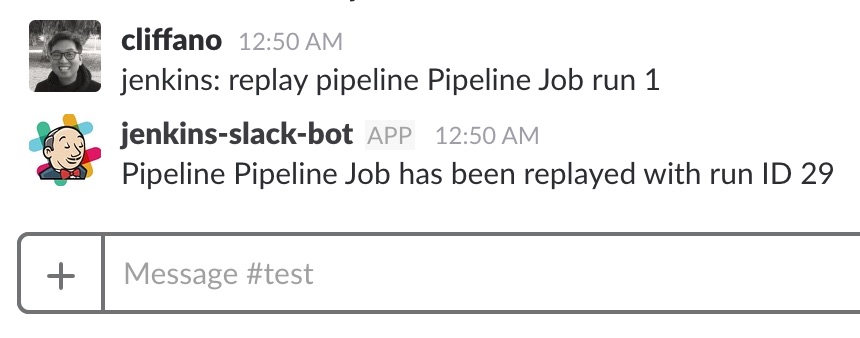 cliffano 12:50 AM
jenkins: replay pipeline Pipeline Job run 1
jenkins-slack-bot APP 12:50 AM
Pipeline Pipeline Job has been replayed with run ID 29
+ Message #test